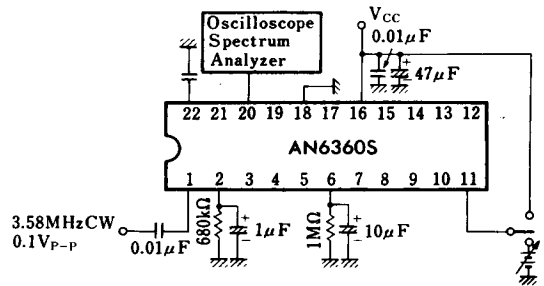 Oscilloscope
Spectrum
Analyzer
VCC
0.01μF
47μF
22 21 20 19 18 17 16 15 14 13 12
AN6360S
1 2 3 4 5 6 7 8 9 10 11
3.58MHzCW
0.1VP-P
0.01μF
680kΩ
1μF
1MΩ
10μF